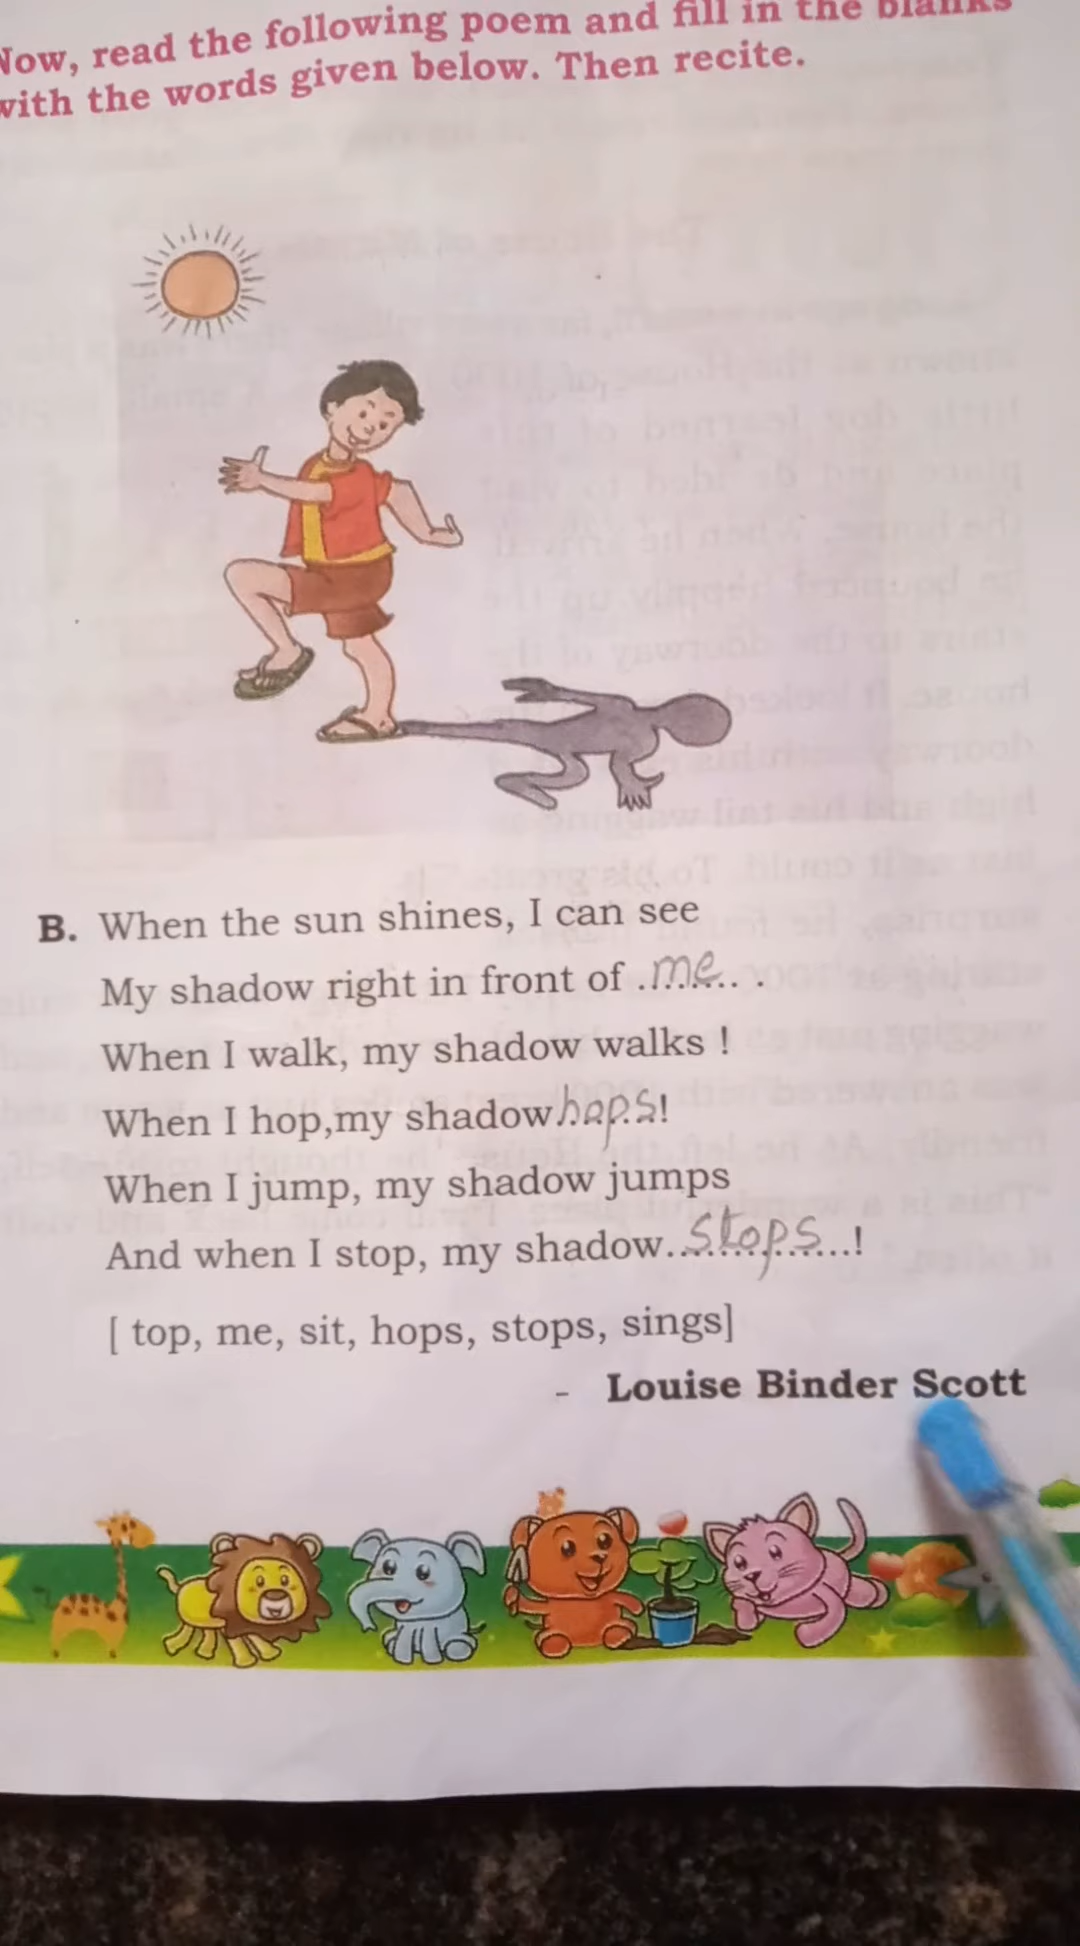 Now, read the following poem and fill in the blanks
with the words given below. Then recite.
B. When the sun shines, I can see
My shadow right in front of ..me.. .
When I walk, my shadow walks !
When I hop,my shadow hops!
When I jump, my shadow jumps
And when I stop, my shadow...stops...!
[ top, me, sit, hops, stops, sings]
- Louise Binder Scott